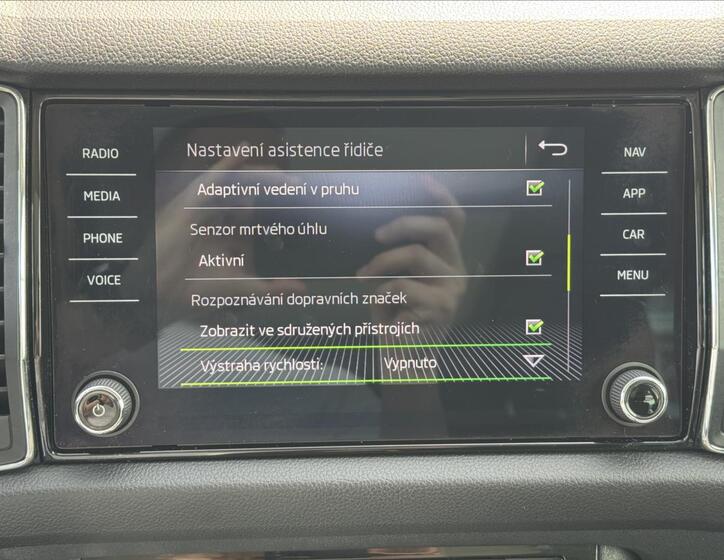 RADIO
MEDIA
PHONE
VOICE
Nastavení asistence řidiče
Adaptivní vedení v pruhu
Senzor mrtvého úhlu
Aktivní
Rozpoznávání dopravních značek
Zobrazit ve sdružených přístrojích
Výstraha rychlosti: Vypnuto
NAV
APP
CAR
MENU